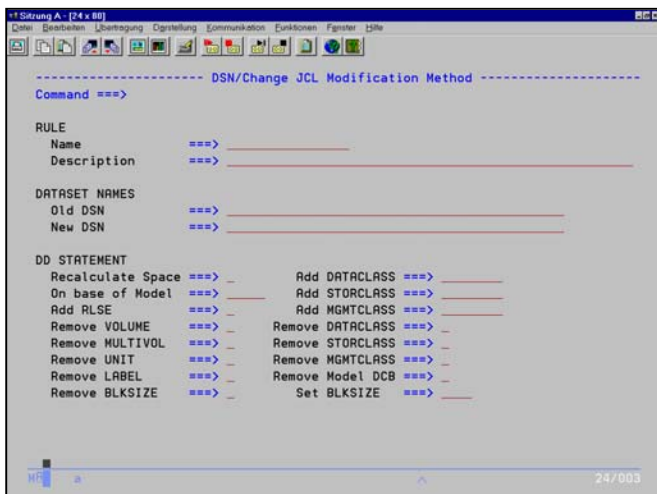 Sitzung A - [24 x 80]
Datei Bearbeiten Übertragung Darstellung Kommunikation Funktionen Fenster Hilfe
---------------------- DSN/Change JCL Modification Method ---------------------
Command ===>
RULE
Name ===>
Description ===>
DATASET NAMES
Old DSN ===>
New DSN ===>
DD STATEMENT
Recalculate Space ===> _ Add DATACLASS ===>
On base of Model ===> Add STORCLASS ===>
Add RLSE ===> _ Add MGMTCLASS ===>
Remove VOLUME ===> _ Remove DATACLASS ===> _
Remove MULTIVOL ===> _ Remove STORCLASS ===> _
Remove UNIT ===> _ Remove MGMTCLASS ===> _
Remove LABEL ===> _ Remove Model DCB ===> _
Remove BLKSIZE ===> _ Set BLKSIZE ===>
a ^ 24/003